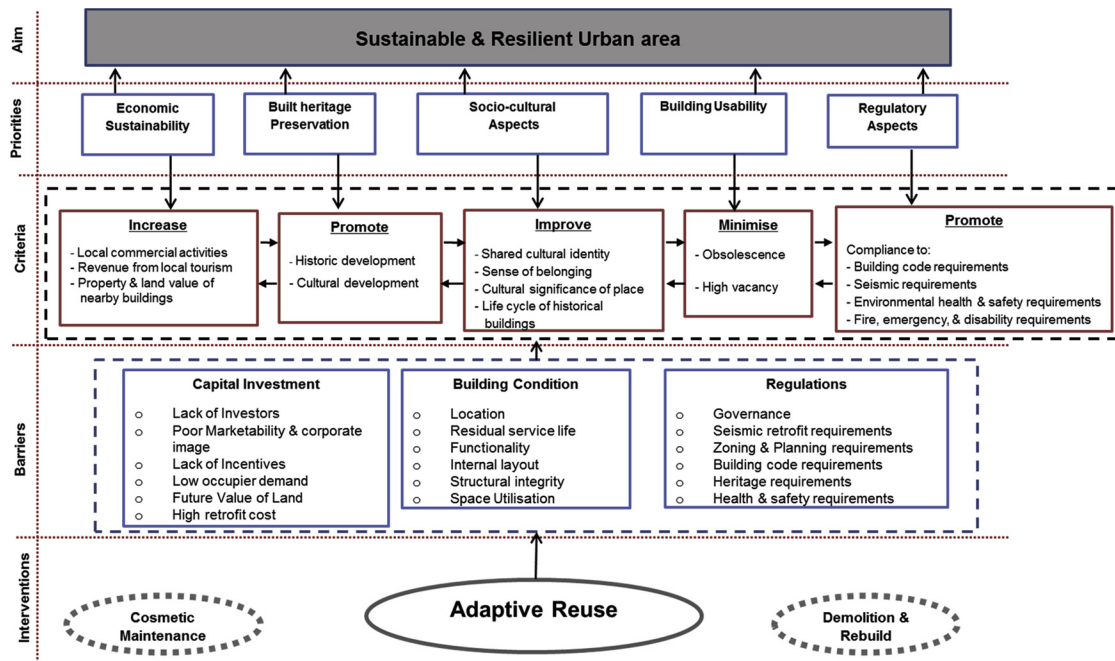 Aim
Sustainable & Resilient Urban area
Priorities
Economic
Sustainability
Built heritage
Preservation
Socio-cultural
Aspects
Building Usability
Regulatory
Aspects
Criteria
Increase
- Local commercial activities
- Revenue from local tourism
- Property & land value of
nearby buildings
Promote
- Historic development
- Cultural development
Improve
- Shared cultural identity
- Sense of belonging
- Cultural significance of place
- Life cycle of historical
buildings
Minimise
- Obsolescence
- High vacancy
Promote
Compliance to:
- Building code requirements
- Seismic requirements
- Environmental health & safety requirements
- Fire, emergency, & disability requirements
Barriers
Capital Investment
o Lack of Investors
o Poor Marketability & corporate
image
o Lack of Incentives
o Low occupier demand
o Future Value of Land
o High retrofit cost
Building Condition
o Location
o Residual service life
o Functionality
o Internal layout
o Structural integrity
o Space Utilisation
Regulations
o Governance
o Seismic retrofit requirements
o Zoning & Planning requirements
o Building code requirements
o Heritage requirements
o Health & safety requirements
Interventions
Cosmetic
Maintenance
Adaptive Reuse
Demolition &
Rebuild